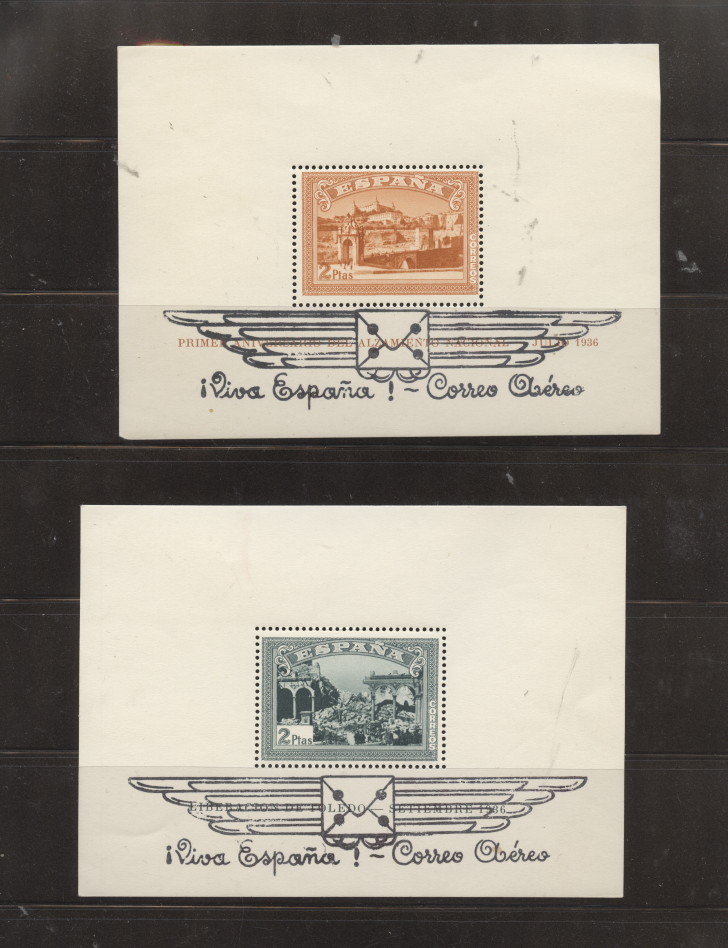 ESPAÑA
CORREOS
2 Ptas
PRIMER ANIVERSARIO DEL ALZAMIENTO NACIONAL — JULIO 1936
¡Viva España! - Correo Aéreo
ESPAÑA
CORREOS
2 Ptas
LIBERACION DE TOLEDO — SETIEMBRE 1936
¡Viva España! - Correo Aéreo